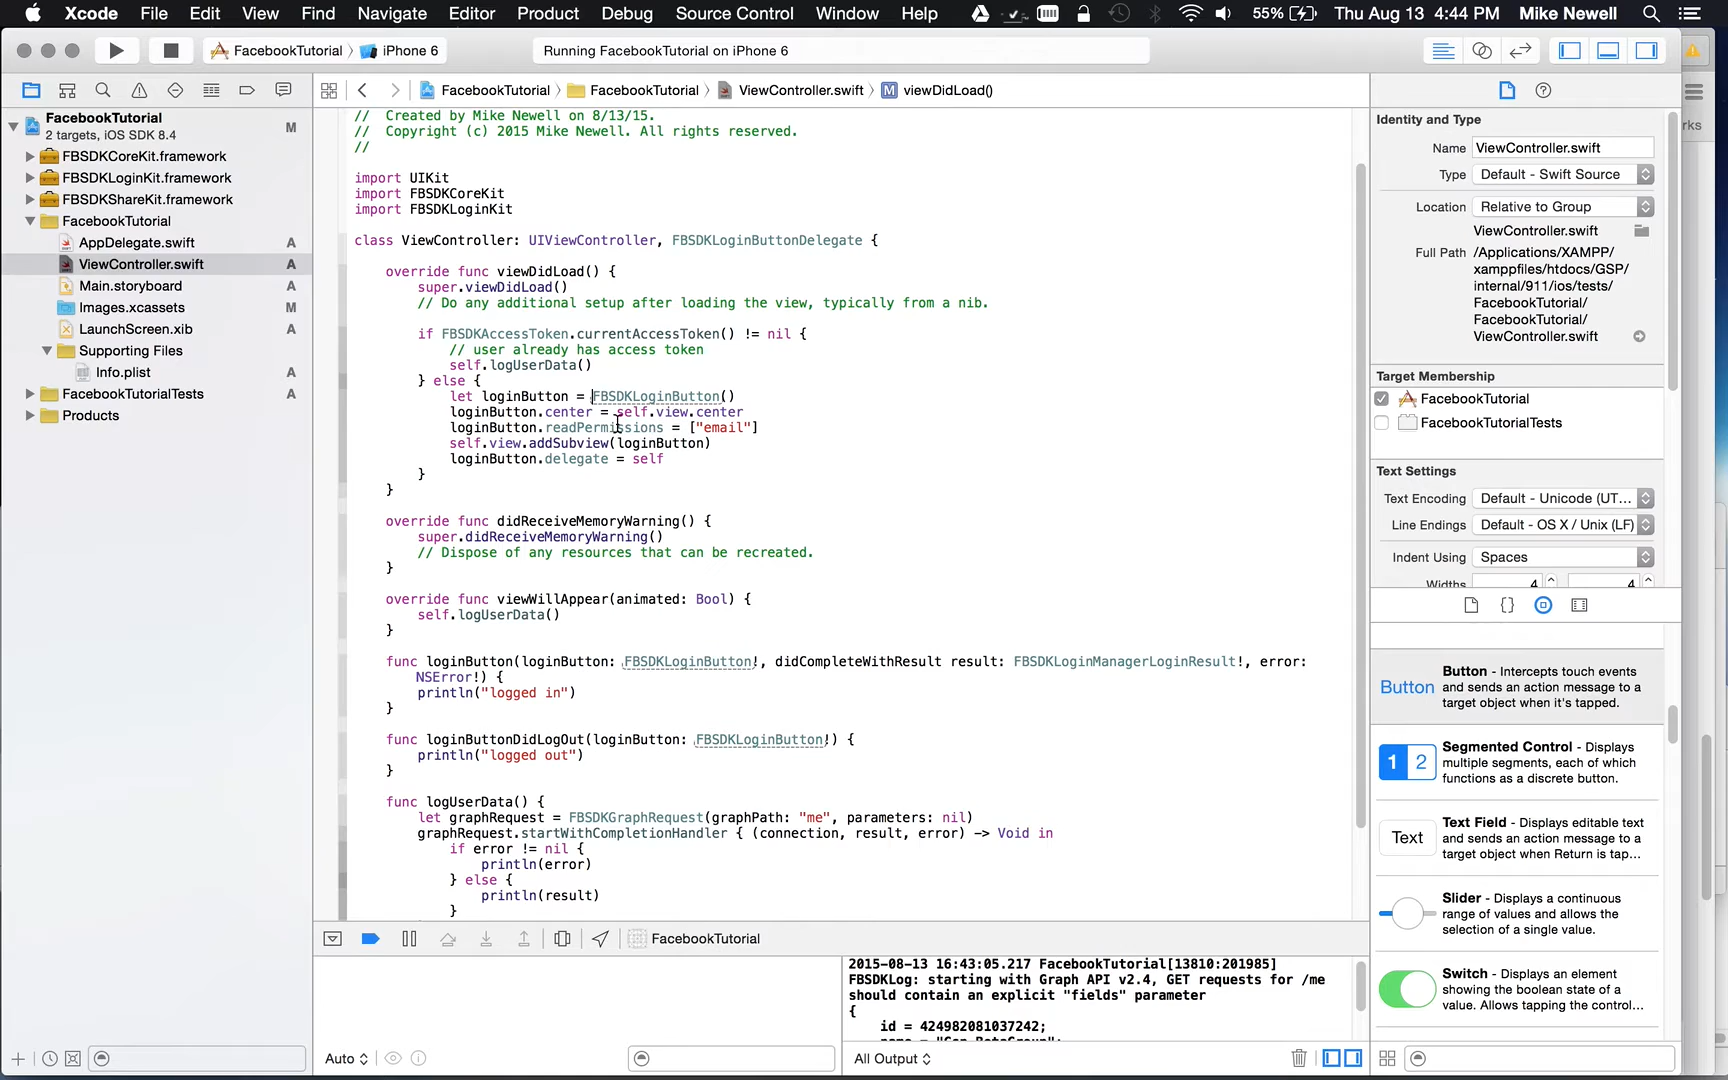 Xcode File Edit View Find Navigate Editor Product Debug Source Control Window Help 55% Thu Aug 13 4:44 PM Mike Newell
FacebookTutorial iPhone 6 Running FacebookTutorial on iPhone 6
FacebookTutorial FacebookTutorial ViewController.swift M viewDidLoad()
FacebookTutorial
2 targets, iOS SDK 8.4 M
FBSDKCoreKit.framework
FBSDKLoginKit.framework
FBSDKShareKit.framework
FacebookTutorial
AppDelegate.swift A
ViewController.swift A
Main.storyboard A
Images.xcassets M
LaunchScreen.xib A
Supporting Files
Info.plist A
FacebookTutorialTests A
Products
// Created by Mike Newell on 8/13/15.
// Copyright (c) 2015 Mike Newell. All rights reserved.
//
import UIKit
import FBSDKCoreKit
import FBSDKLoginKit
class ViewController: UIViewController, FBSDKLoginButtonDelegate {
override func viewDidLoad() {
super.viewDidLoad()
// Do any additional setup after loading the view, typically from a nib.
if FBSDKAccessToken.currentAccessToken() != nil {
// user already has access token
self.logUserData()
} else {
let loginButton = FBSDKLoginButton()
loginButton.center = self.view.center
loginButton.readPermissions = ["email"]
self.view.addSubview(loginButton)
loginButton.delegate = self
}
}
override func didReceiveMemoryWarning() {
super.didReceiveMemoryWarning()
// Dispose of any resources that can be recreated.
}
override func viewWillAppear(animated: Bool) {
self.logUserData()
}
func loginButton(loginButton: FBSDKLoginButton!, didCompleteWithResult result: FBSDKLoginManagerLoginResult!, error:
NSError!) {
println("logged in")
}
func loginButtonDidLogOut(loginButton: FBSDKLoginButton!) {
println("logged out")
}
func logUserData() {
let graphRequest = FBSDKGraphRequest(graphPath: "me", parameters: nil)
graphRequest.startWithCompletionHandler { (connection, result, error) -> Void in
if error != nil {
println(error)
} else {
println(result)
}
FacebookTutorial
2015-08-13 16:43:05.217 FacebookTutorial[13810:201985]
FBSDKLog: starting with Graph API v2.4, GET requests for /me
should contain an explicit "fields" parameter
{
id = 424982081037242;
name = "Gsp BetaGroup";
Auto
All Output
Identity and Type
Name ViewController.swift
Type Default - Swift Source
Location Relative to Group
ViewController.swift
Full Path /Applications/XAMPP/
xamppfiles/htdocs/GSP/
internal/911/ios/tests/
FacebookTutorial/
FacebookTutorial/
ViewController.swift
Target Membership
FacebookTutorial
FacebookTutorialTests
Text Settings
Text Encoding Default - Unicode (UT...
Line Endings Default - OS X / Unix (LF)
Indent Using Spaces
Widths 4 4
Button Button - Intercepts touch events
and sends an action message to a
target object when it's tapped.
1 2 Segmented Control - Displays
multiple segments, each of which
functions as a discrete button.
Text Text Field - Displays editable text
and sends an action message to a
target object when Return is tap...
Slider - Displays a continuous
range of values and allows the
selection of a single value.
Switch - Displays an element
showing the boolean state of a
value. Allows tapping the control...